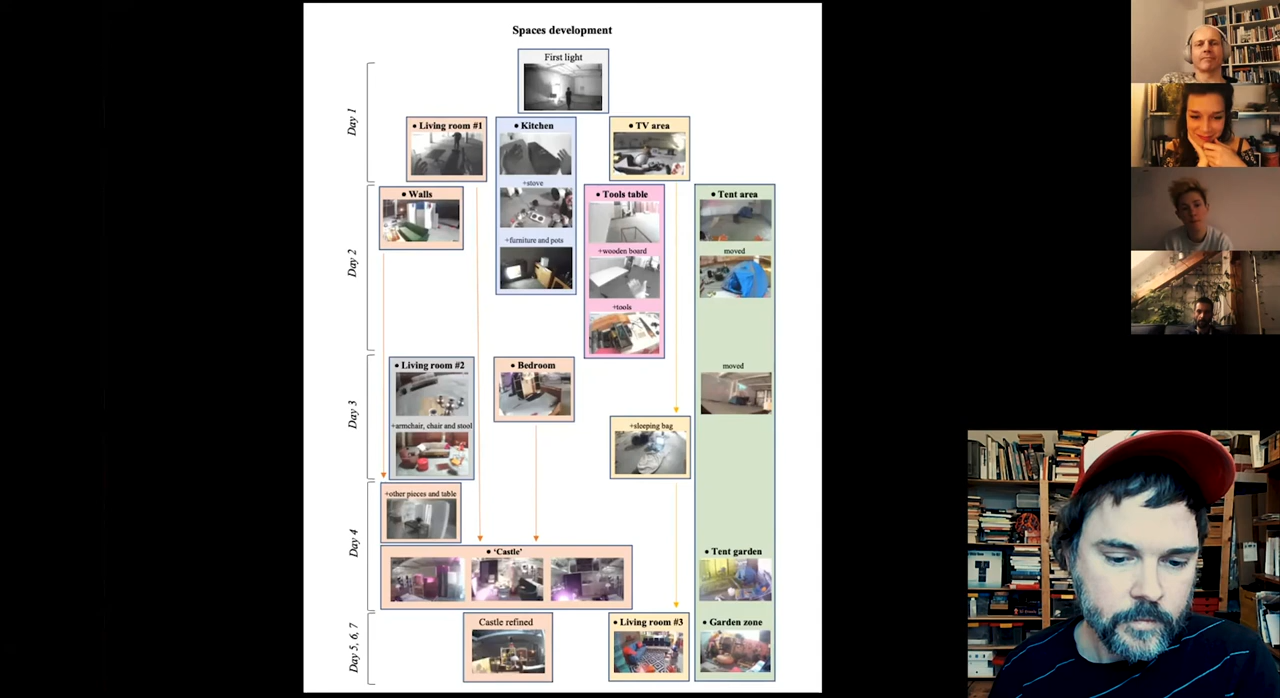 Spaces development
First light
Day 1
• Living room #1
• Kitchen
• TV area
+stove
Day 2
• Walls
• Tools table
• Tent area
+furniture and pots
+wooden board
moved
+tools
Day 3
• Living room #2
• Bedroom
moved
+armchair, chair and stool
+sleeping bag
Day 4
+other pieces and table
• 'Castle'
• Tent garden
Day 5, 6, 7
Castle refined
• Living room #3
• Garden zone